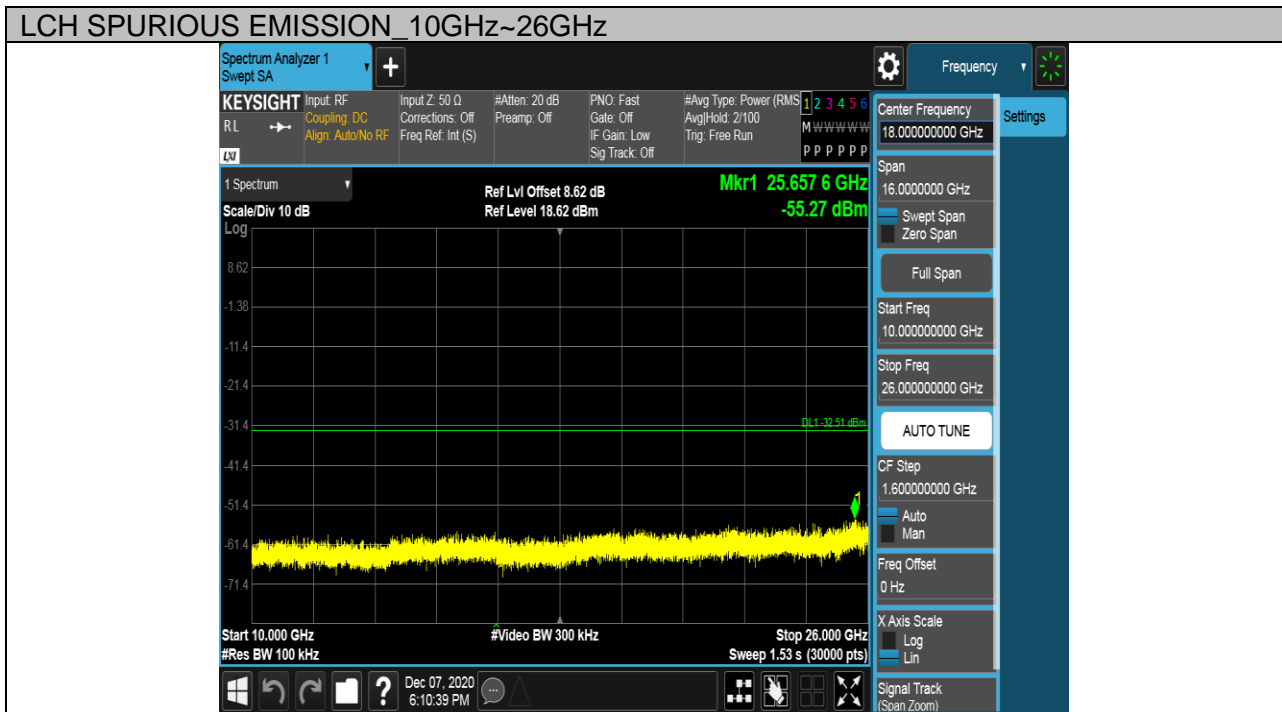 LCH SPURIOUS EMISSION_10GHz~26GHz
Spectrum Analyzer 1
Swept SA
+
Frequency
KEYSIGHT
RL
LXI
Input: RF
Coupling: DC
Align: Auto/No RF
Input Z: 50 Ω
Corrections: Off
Freq Ref: Int (S)
#Atten: 20 dB
Preamp: Off
PNO: Fast
Gate: Off
IF Gain: Low
Sig Track: Off
#Avg Type: Power (RMS
Avg|Hold: 2/100
Trig: Free Run
1 2 3 4 5 6
M W W W W W
P P P P P P
1 Spectrum
Scale/Div 10 dB
Log
Ref Lvl Offset 8.62 dB
Ref Level 18.62 dBm
Mkr1 25.657 6 GHz
-55.27 dBm
8.62
-1.38
-11.4
-21.4
-31.4
-41.4
-51.4
-61.4
-71.4
DL1 -32.51 dBm
1
Start 10.000 GHz
#Res BW 100 kHz
#Video BW 300 kHz
Stop 26.000 GHz
Sweep 1.53 s (30000 pts)
Center Frequency
18.000000000 GHz
Span
16.0000000 GHz
Swept Span
Zero Span
Full Span
Start Freq
10.000000000 GHz
Stop Freq
26.000000000 GHz
AUTO TUNE
CF Step
1.600000000 GHz
Auto
Man
Freq Offset
0 Hz
X Axis Scale
Log
Lin
Signal Track
(Span Zoom)
Settings
?
Dec 07, 2020
6:10:39 PM